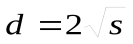 d = 2√s